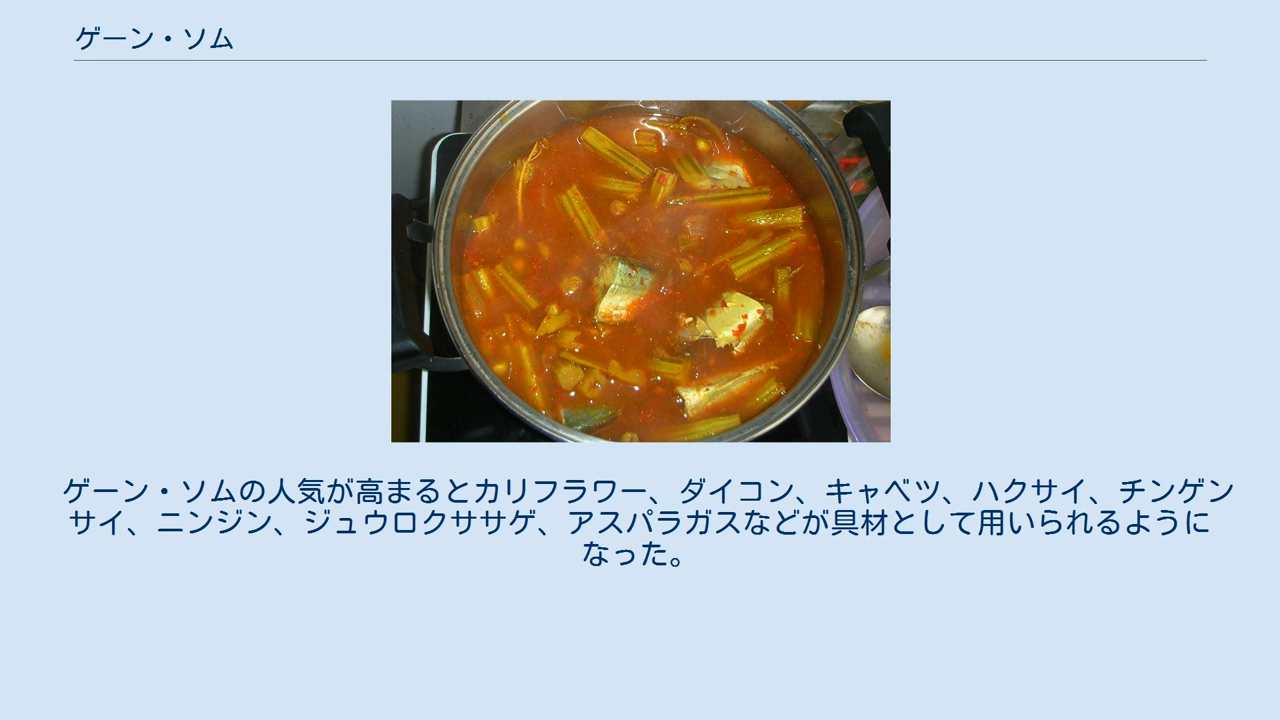 ゲーン・ソム
ゲーン・ソムの人気が高まるとカリフラワー、ダイコン、キャベツ、ハクサイ、チンゲン
サイ、ニンジン、ジュウロクササゲ、アスパラガスなどが具材として用いられるように
なった。